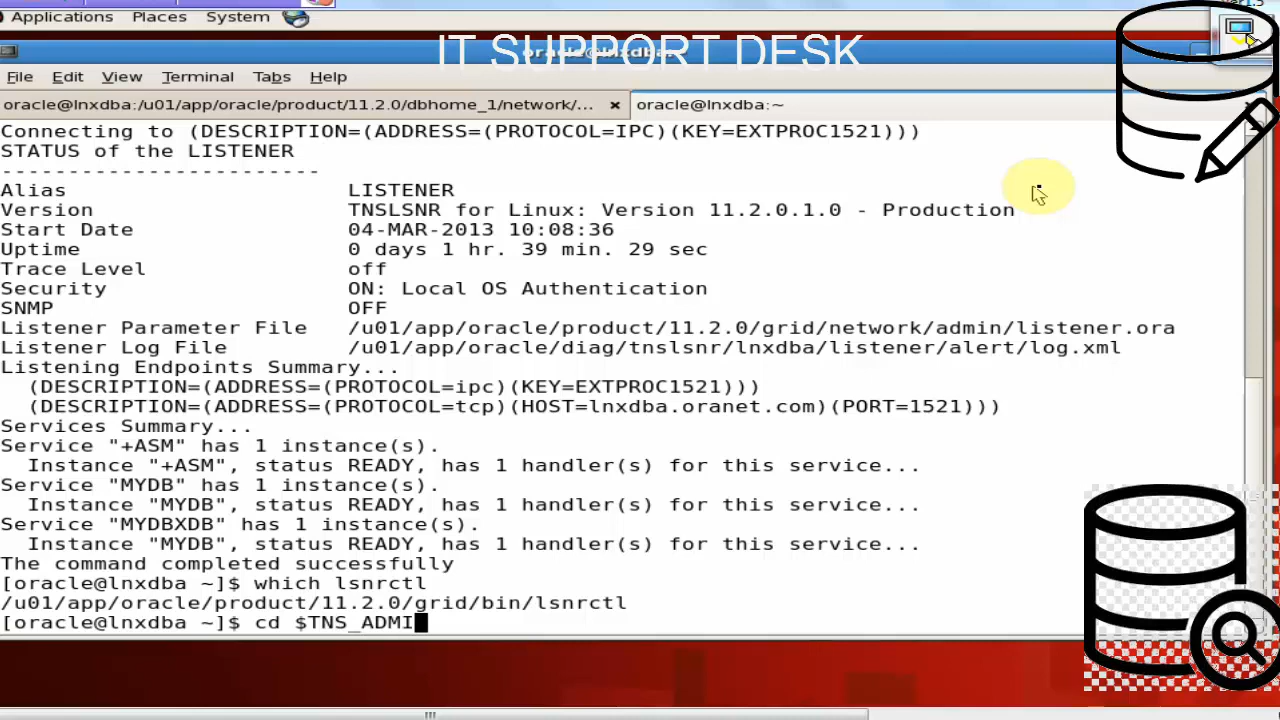 ver1.5
Applications Places System
IT SUPPORT DESK
File Edit View Terminal Tabs Help
oracle@lnxdba:/u01/app/oracle/product/11.2.0/dbhome_1/network/... × oracle@lnxdba:~
Connecting to (DESCRIPTION=(ADDRESS=(PROTOCOL=IPC)(KEY=EXTPROC1521)))
STATUS of the LISTENER
------------------------
Alias                     LISTENER
Version                   TNSLSNR for Linux: Version 11.2.0.1.0 - Production
Start Date                04-MAR-2013 10:08:36
Uptime                    0 days 1 hr. 39 min. 29 sec
Trace Level               off
Security                  ON: Local OS Authentication
SNMP                      OFF
Listener Parameter File   /u01/app/oracle/product/11.2.0/grid/network/admin/listener.ora
Listener Log File         /u01/app/oracle/diag/tnslsnr/lnxdba/listener/alert/log.xml
Listening Endpoints Summary...
  (DESCRIPTION=(ADDRESS=(PROTOCOL=ipc)(KEY=EXTPROC1521)))
  (DESCRIPTION=(ADDRESS=(PROTOCOL=tcp)(HOST=lnxdba.oranet.com)(PORT=1521)))
Services Summary...
Service "+ASM" has 1 instance(s).
  Instance "+ASM", status READY, has 1 handler(s) for this service...
Service "MYDB" has 1 instance(s).
  Instance "MYDB", status READY, has 1 handler(s) for this service...
Service "MYDBXDB" has 1 instance(s).
  Instance "MYDB", status READY, has 1 handler(s) for this service...
The command completed successfully
[oracle@lnxdba ~]$ which lsnrctl
/u01/app/oracle/product/11.2.0/grid/bin/lsnrctl
[oracle@lnxdba ~]$ cd $TNS_ADMI